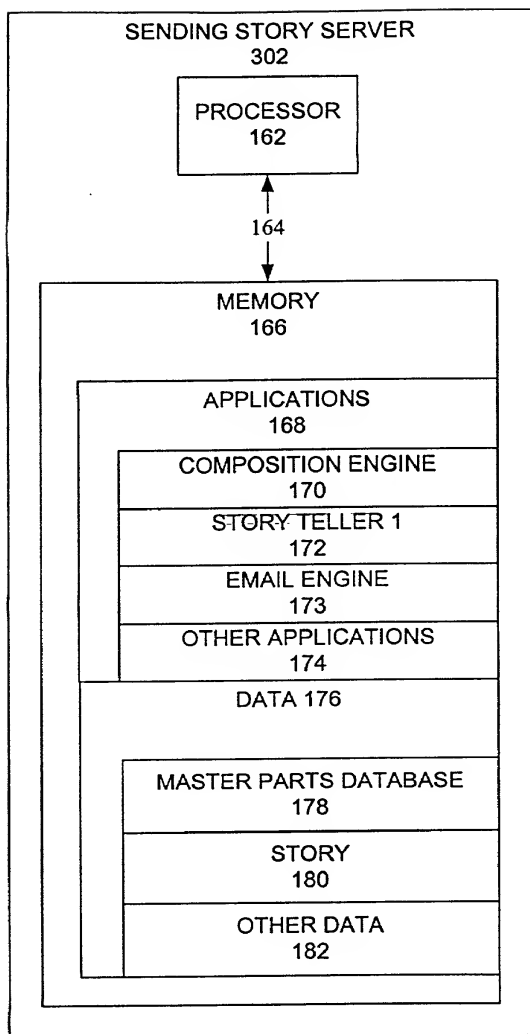 SENDING STORY SERVER
302
PROCESSOR
162
164
MEMORY
166
APPLICATIONS
168
COMPOSITION ENGINE
170
STORY TELLER 1
172
EMAIL ENGINE
173
OTHER APPLICATIONS
174
DATA 176
MASTER PARTS DATABASE
178
STORY
180
OTHER DATA
182